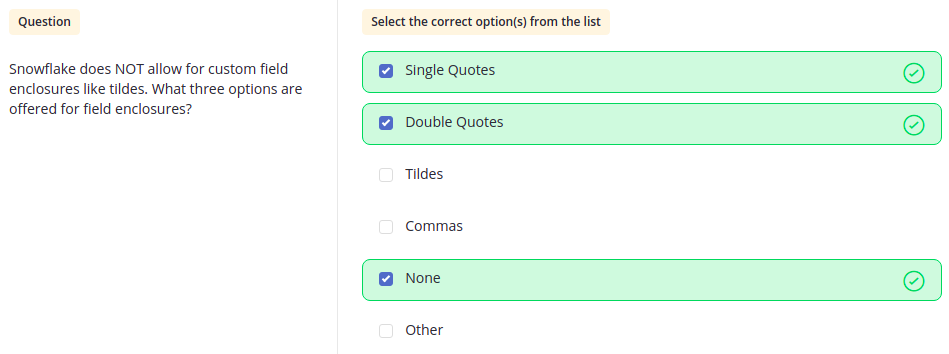 Question
Snowflake does NOT allow for custom field
enclosures like tildes. What three options are
offered for field enclosures?
Select the correct option(s) from the list
Single Quotes
Double Quotes
Tildes
Commas
None
Other